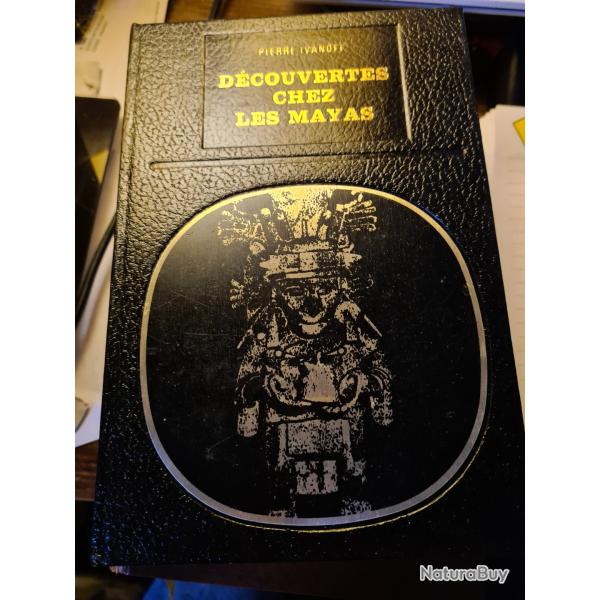 PIERRE IVANOFF
DÉCOUVERTES
CHEZ
LES MAYAS
NaturaBuy